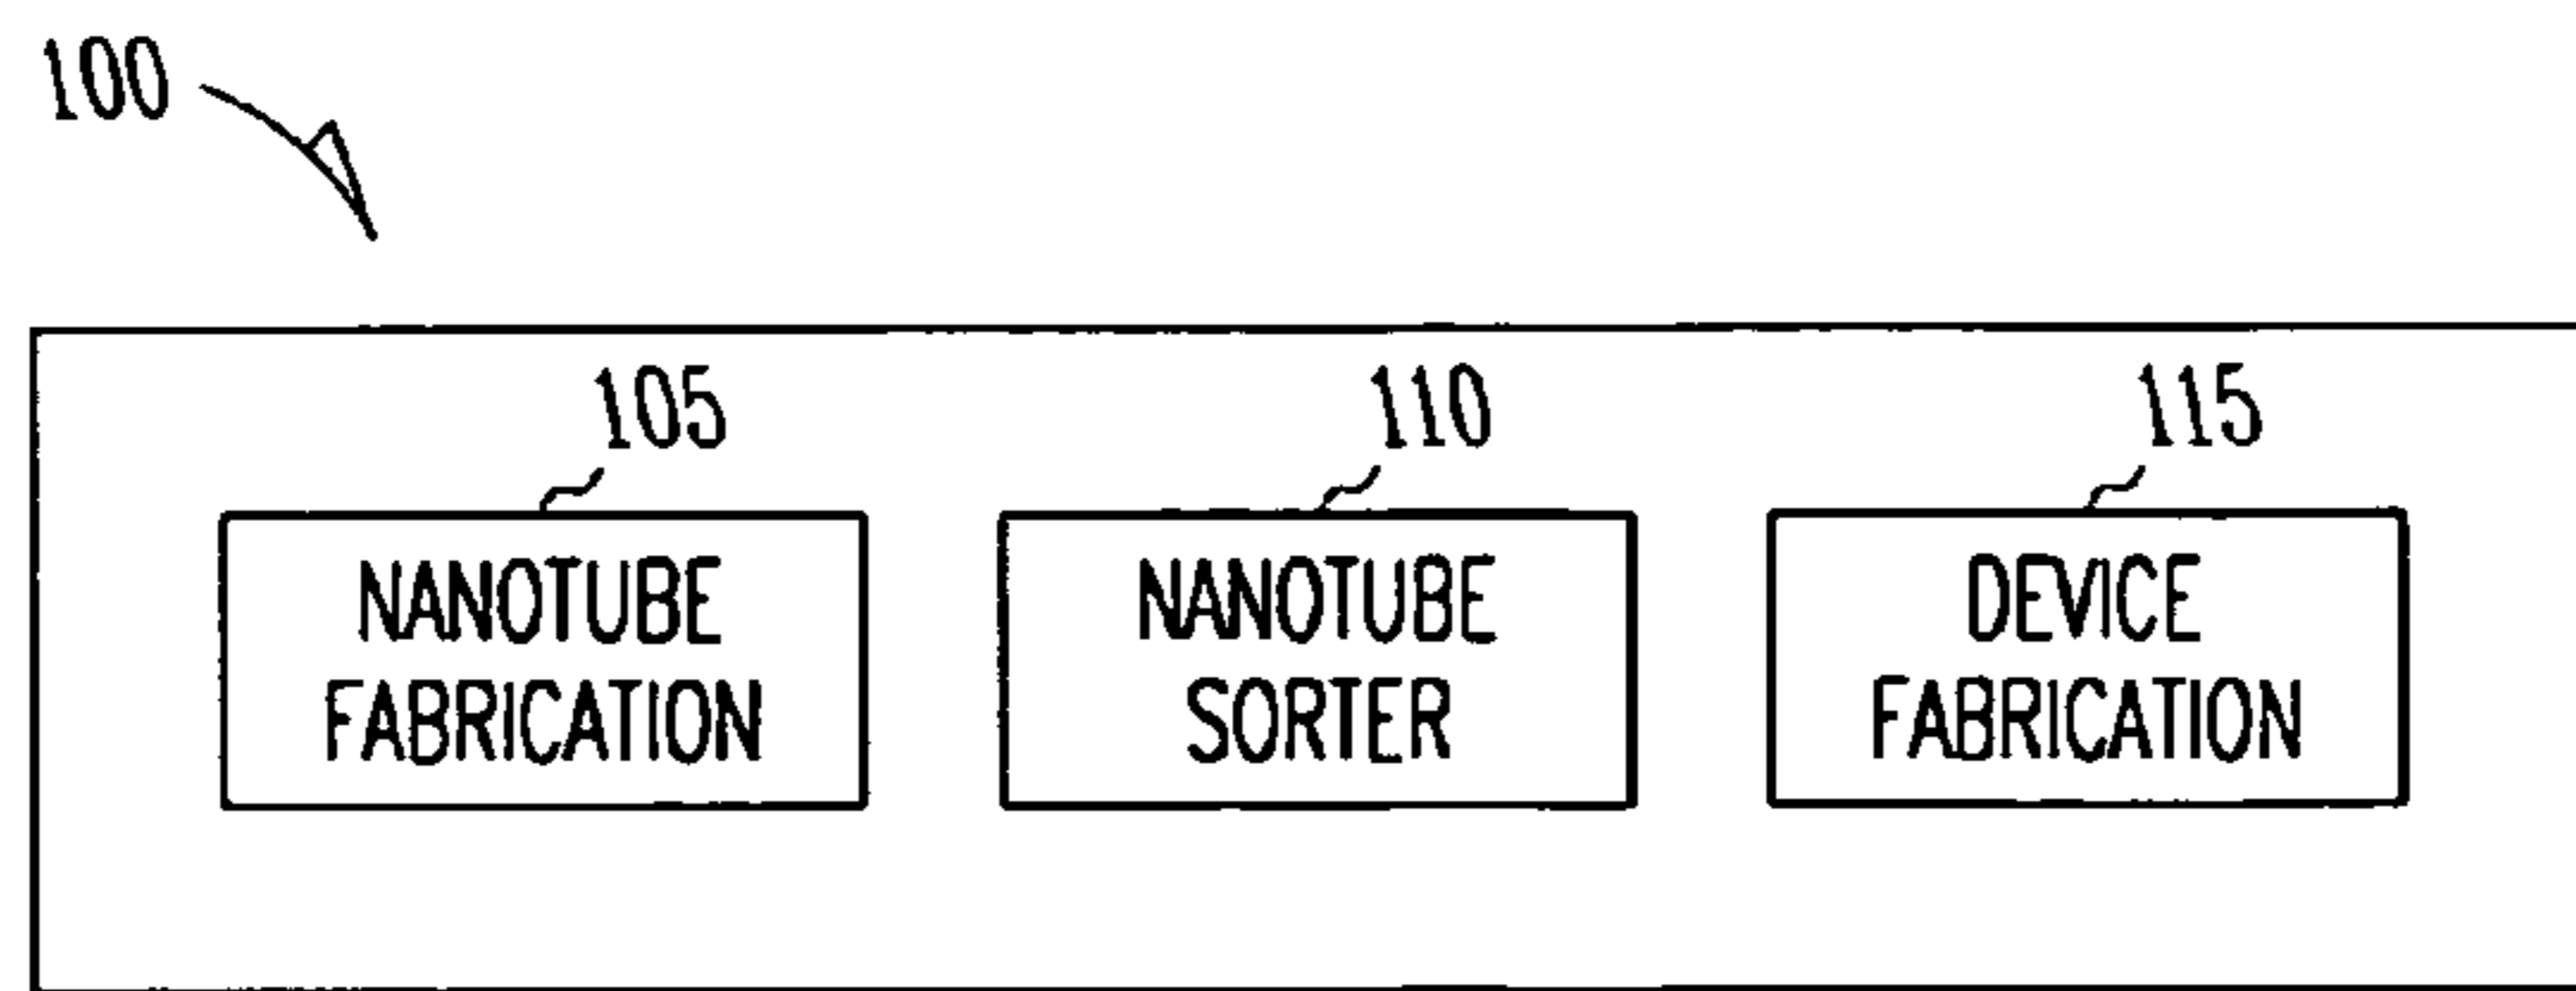 100
105
110
115
NANOTUBE
FABRICATION
NANOTUBE
SORTER
DEVICE
FABRICATION